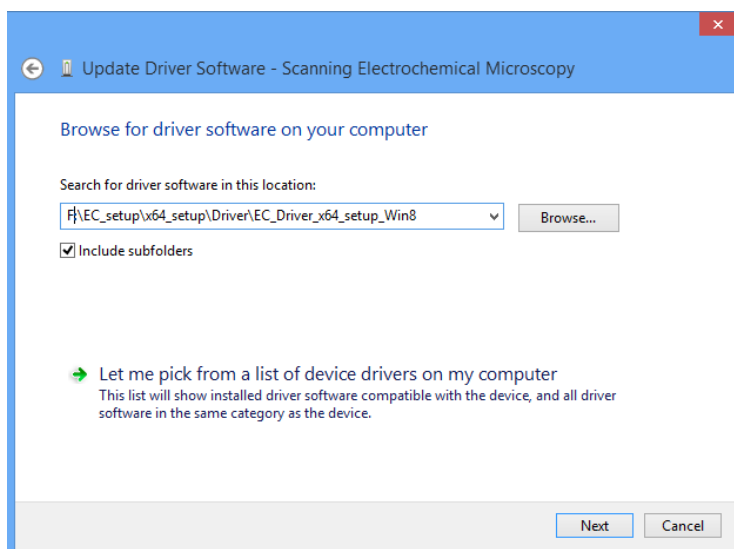 Update Driver Software - Scanning Electrochemical Microscopy
Browse for driver software on your computer
Search for driver software in this location:
F:\EC_setup\x64_setup\Driver\EC_Driver_x64_setup_Win8
Browse...
Include subfolders
Let me pick from a list of device drivers on my computer
This list will show installed driver software compatible with the device, and all driver
software in the same category as the device.
Next
Cancel